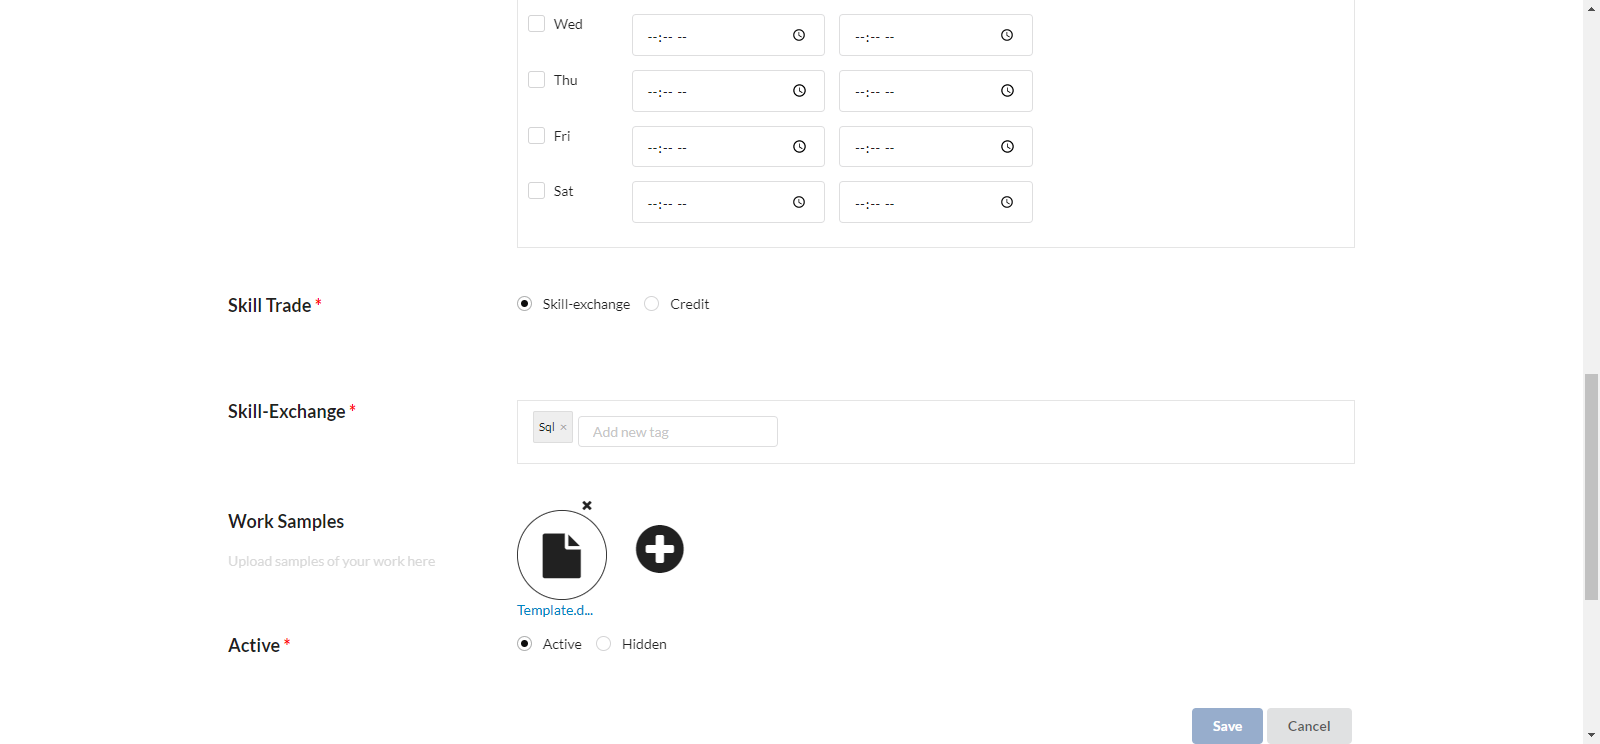 Wed --:-- -- --:-- --
Thu --:-- -- --:-- --
Fri --:-- -- --:-- --
Sat --:-- -- --:-- --
Skill Trade * Skill-exchange Credit
Skill-Exchange * Sql × Add new tag
Work Samples
Upload samples of your work here
Template.d...
Active * Active Hidden
Save Cancel